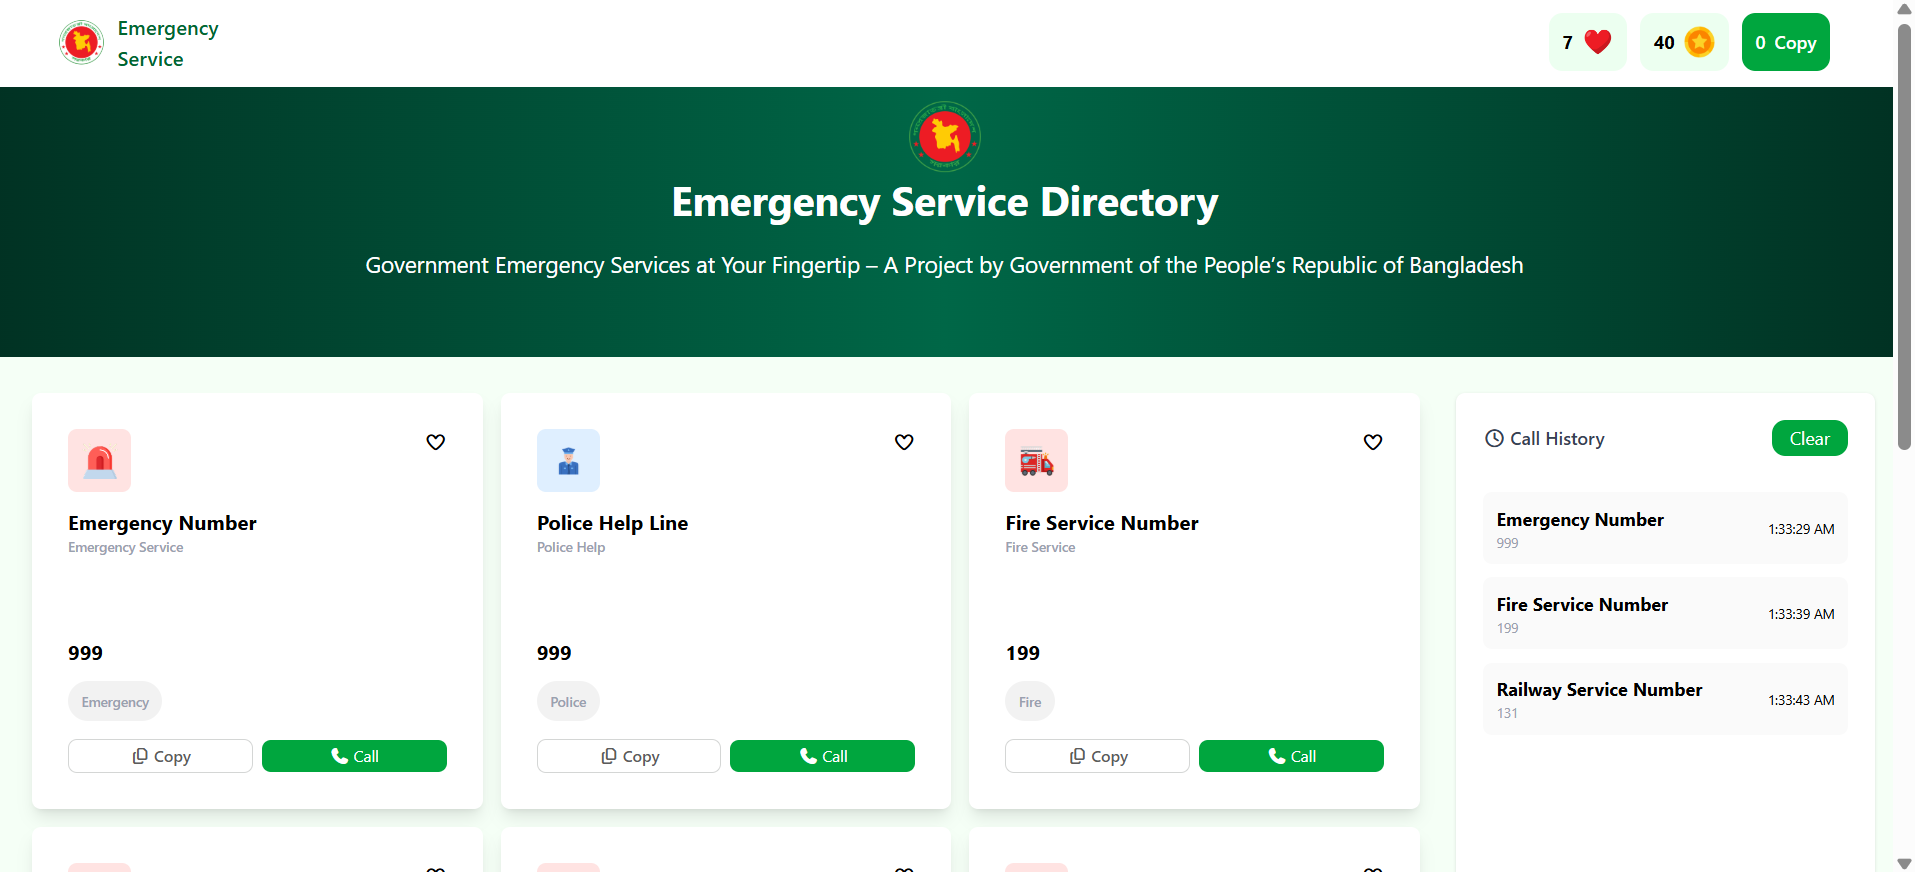 Emergency
Service
7
40
0 Copy
Emergency Service Directory
Government Emergency Services at Your Fingertip – A Project by Government of the People’s Republic of Bangladesh
Emergency Number
Emergency Service
999
Emergency
Copy
Call
Police Help Line
Police Help
999
Police
Copy
Call
Fire Service Number
Fire Service
199
Fire
Copy
Call
Call History
Clear
Emergency Number
999
1:33:29 AM
Fire Service Number
199
1:33:39 AM
Railway Service Number
131
1:33:43 AM